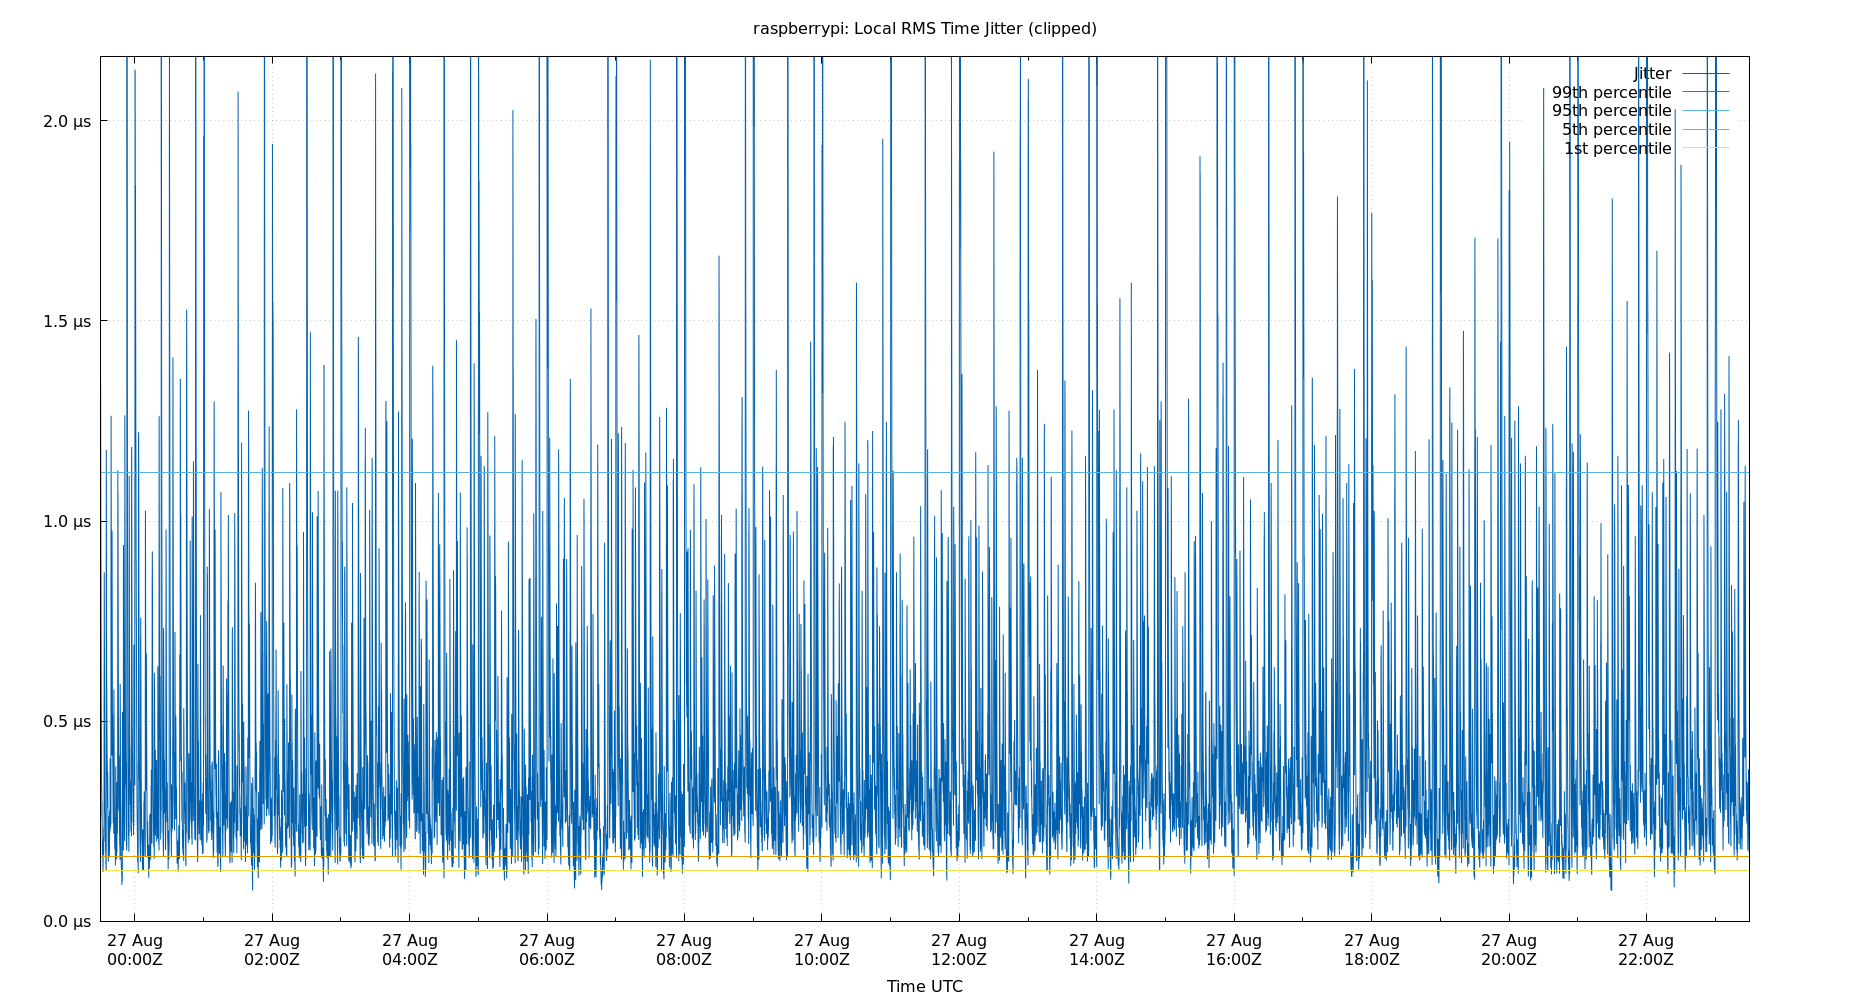 raspberrypi: Local RMS Time Jitter (clipped)
Jitter
99th percentile
95th percentile
5th percentile
1st percentile
2.0 µs
1.5 µs
1.0 µs
0.5 µs
0.0 µs
27 Aug 27 Aug 27 Aug 27 Aug 27 Aug 27 Aug 27 Aug 27 Aug 27 Aug 27 Aug 27 Aug 27 Aug
00:00Z 02:00Z 04:00Z 06:00Z 08:00Z 10:00Z 12:00Z 14:00Z 16:00Z 18:00Z 20:00Z 22:00Z
Time UTC